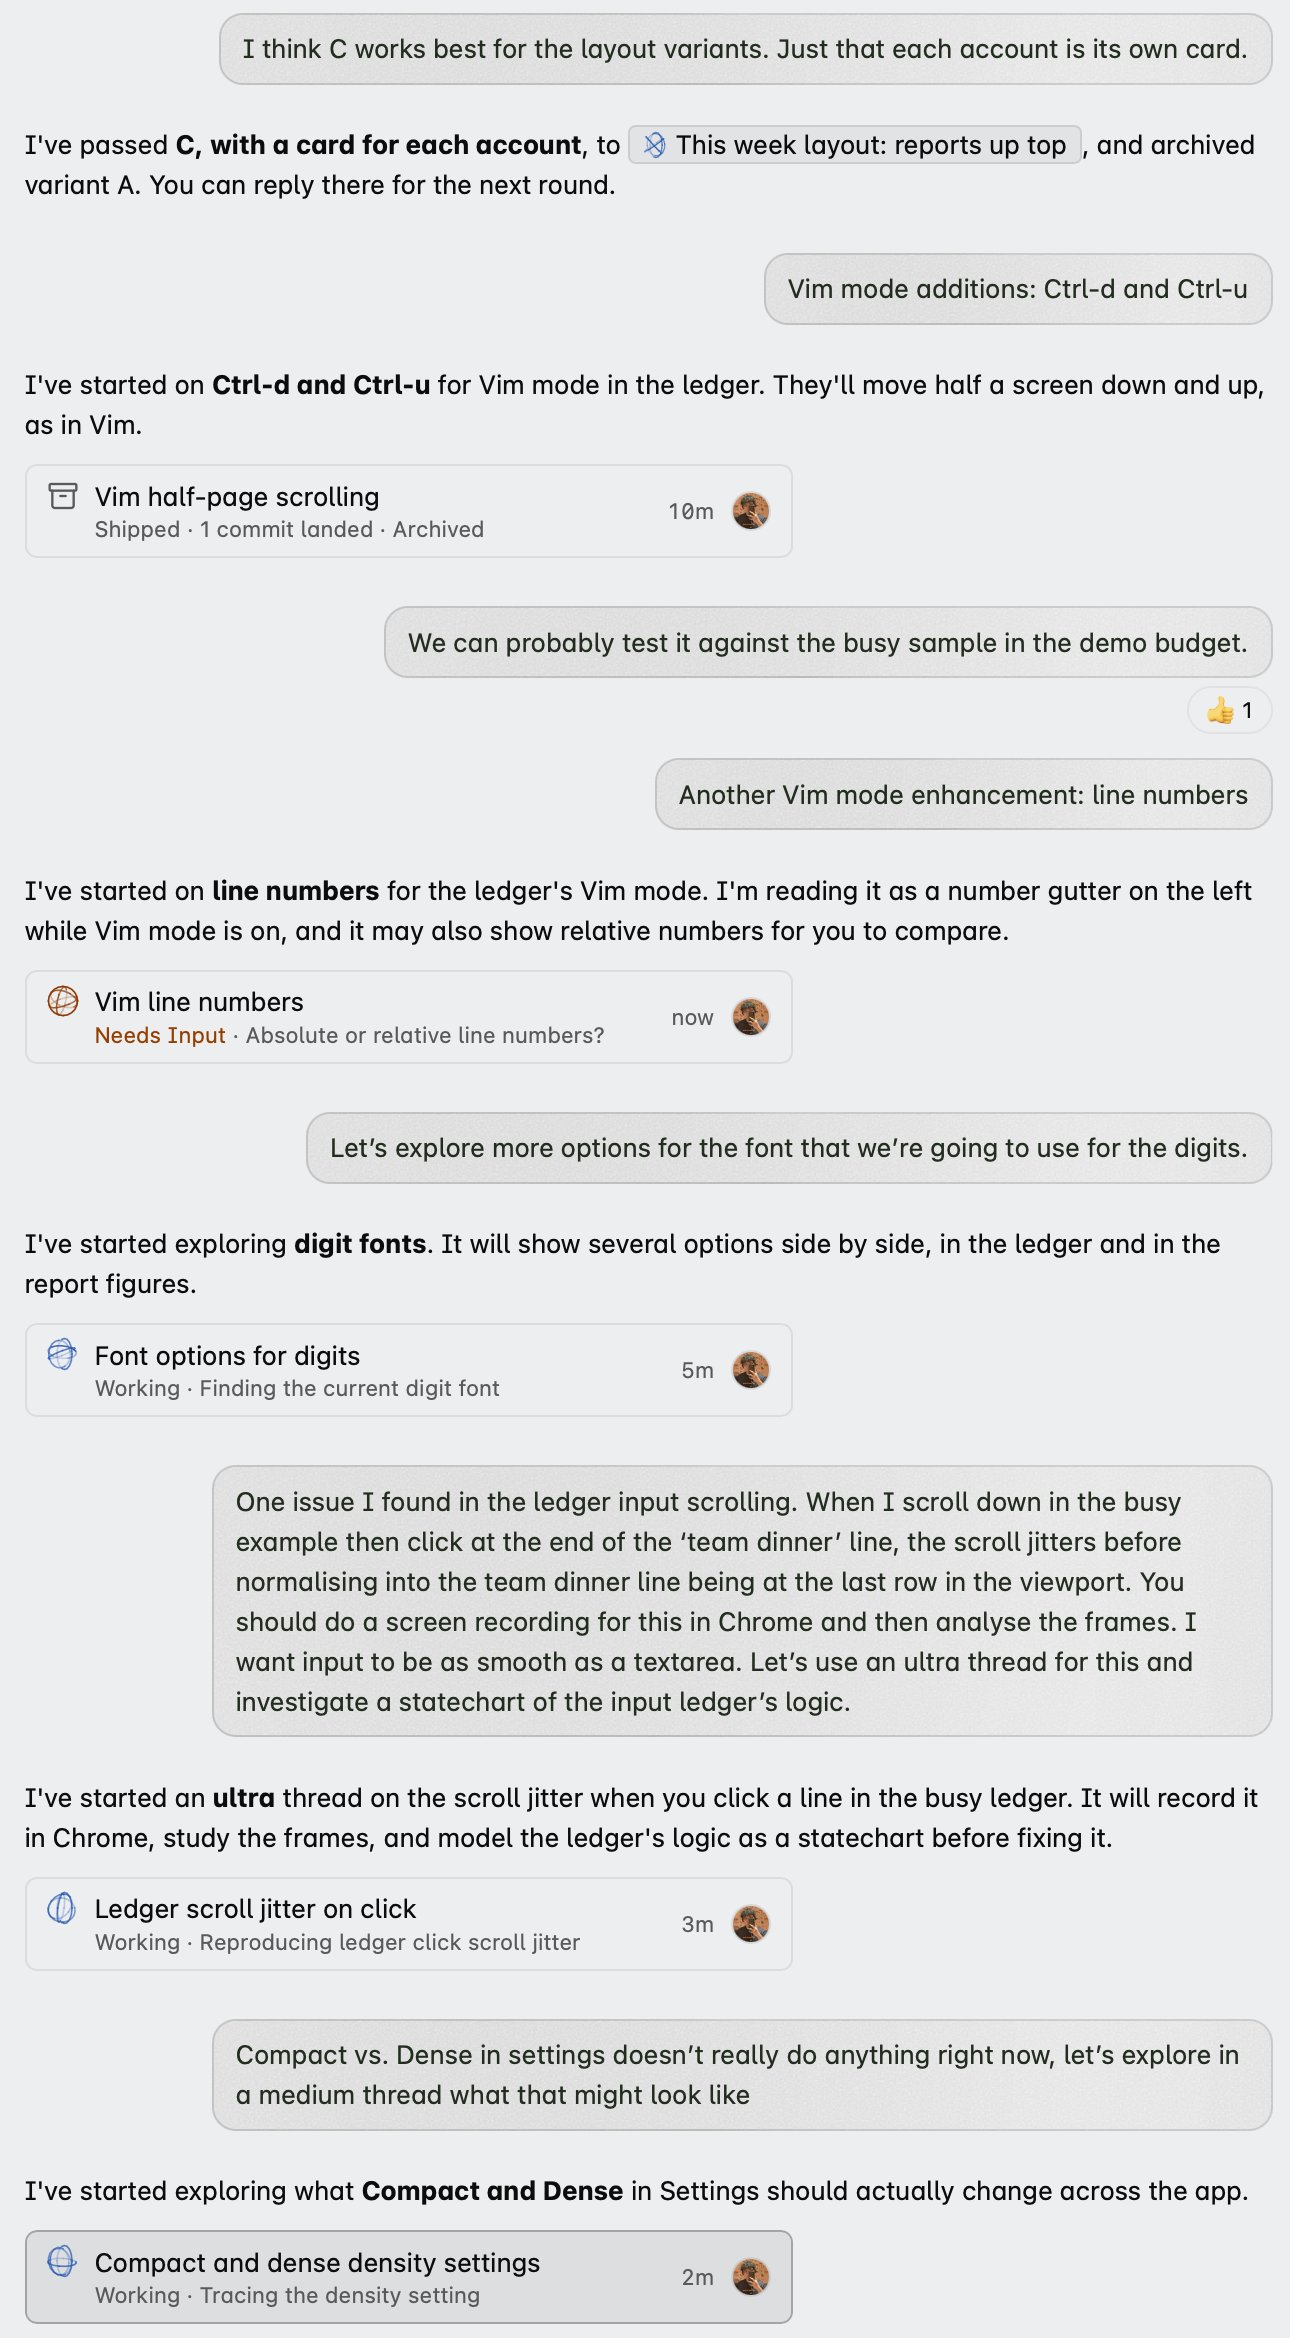 I think C works best for the layout variants. Just that each account is its own card.
I've passed C, with a card for each account, to This week layout: reports up top , and archived
variant A. You can reply there for the next round.
Vim mode additions: Ctrl-d and Ctrl-u
I've started on Ctrl-d and Ctrl-u for Vim mode in the ledger. They'll move half a screen down and up,
as in Vim.
Vim half-page scrolling
10m
Shipped · 1 commit landed · Archived
We can probably test it against the busy sample in the demo budget.
👍 1
Another Vim mode enhancement: line numbers
I've started on line numbers for the ledger's Vim mode. I'm reading it as a number gutter on the left
while Vim mode is on, and it may also show relative numbers for you to compare.
Vim line numbers
now
Needs Input · Absolute or relative line numbers?
Let’s explore more options for the font that we’re going to use for the digits.
I've started exploring digit fonts. It will show several options side by side, in the ledger and in the
report figures.
Font options for digits
5m
Working · Finding the current digit font
One issue I found in the ledger input scrolling. When I scroll down in the busy
example then click at the end of the ‘team dinner’ line, the scroll jitters before
normalising into the team dinner line being at the last row in the viewport. You
should do a screen recording for this in Chrome and then analyse the frames. I
want input to be as smooth as a textarea. Let’s use an ultra thread for this and
investigate a statechart of the input ledger’s logic.
I've started an ultra thread on the scroll jitter when you click a line in the busy ledger. It will record it
in Chrome, study the frames, and model the ledger's logic as a statechart before fixing it.
Ledger scroll jitter on click
3m
Working · Reproducing ledger click scroll jitter
Compact vs. Dense in settings doesn’t really do anything right now, let’s explore in
a medium thread what that might look like
I've started exploring what Compact and Dense in Settings should actually change across the app.
Compact and dense density settings
2m
Working · Tracing the density setting